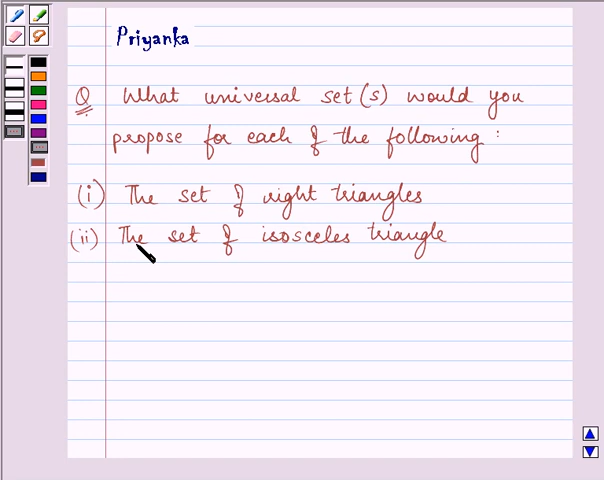 Priyanka
Q What universal set(s) would you
propose for each of the following :
(i) The set of right triangles
(ii) The set of isosceles triangle